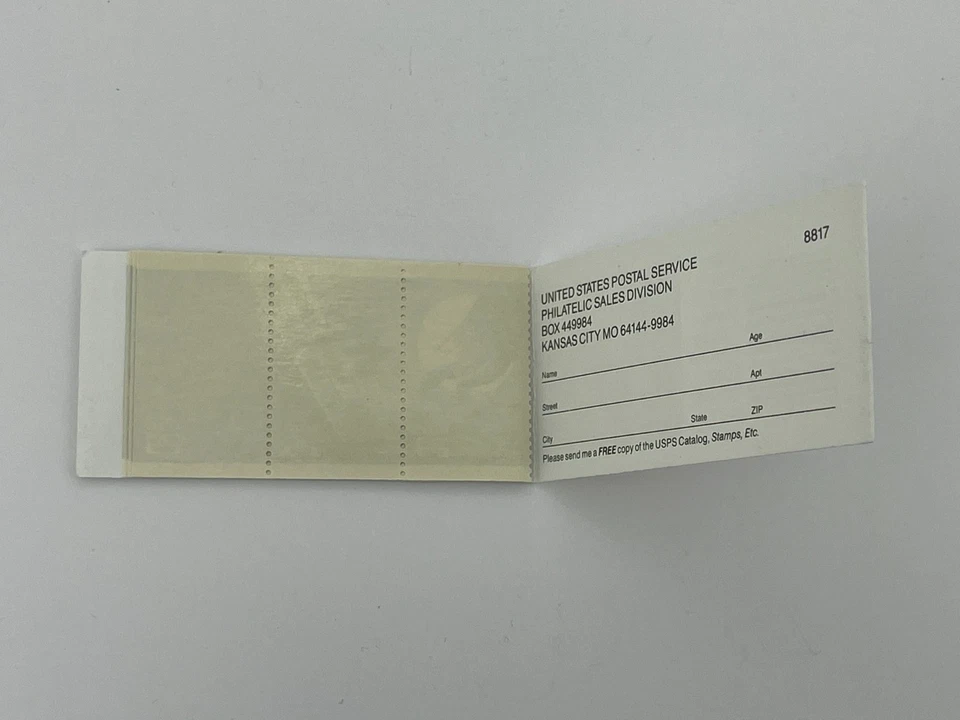 8817
UNITED STATES POSTAL SERVICE
PHILATELIC SALES DIVISION
BOX 449984
KANSAS CITY MO 64144-9984
Name Age
Street Apt
City State ZIP
Please send me a FREE copy of the USPS Catalog, Stamps, Etc.